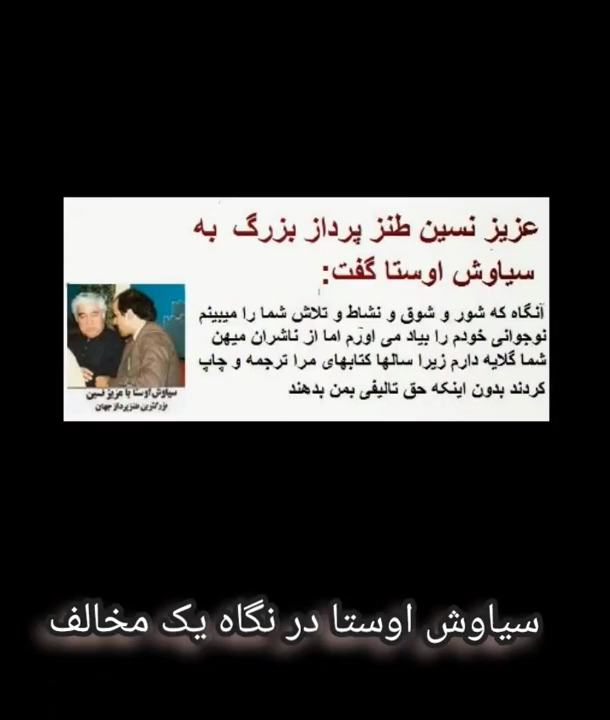 عزیز نسین طنز پرداز بزرگ به
سیاوش اوستا گفت:
آنگاه که شور و شوق و نشاط و تلاش شما را میبینم
نوجوانی خودم را بیاد می اورم اما از ناشران میهن
شما گلایه دارم زیرا سالها کتابهای مرا ترجمه و چاپ
کردند بدون اینکه حق تالیفی بمن بدهند
سیاوش اوستا با عزیز نسین
بزرگترین طنزپرداز جهان
سیاوش اوستا در نگاه یک مخالف